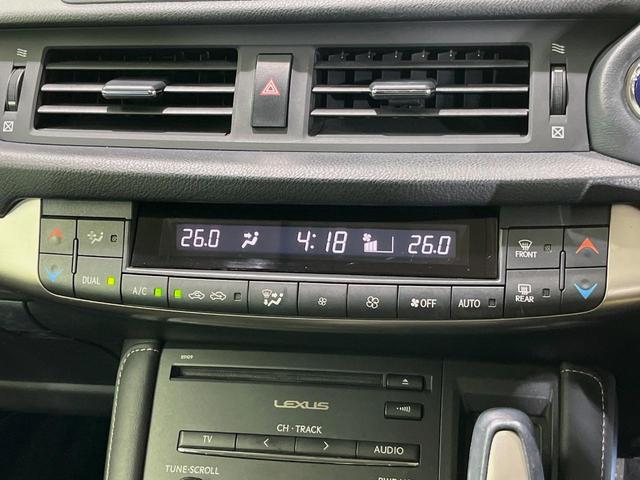 26.0 4:18 26.0
FRONT
DUAL A/C OFF AUTO REAR
LEXUS
CH · TRACK
TV AUDIO
TUNE·SCROLL